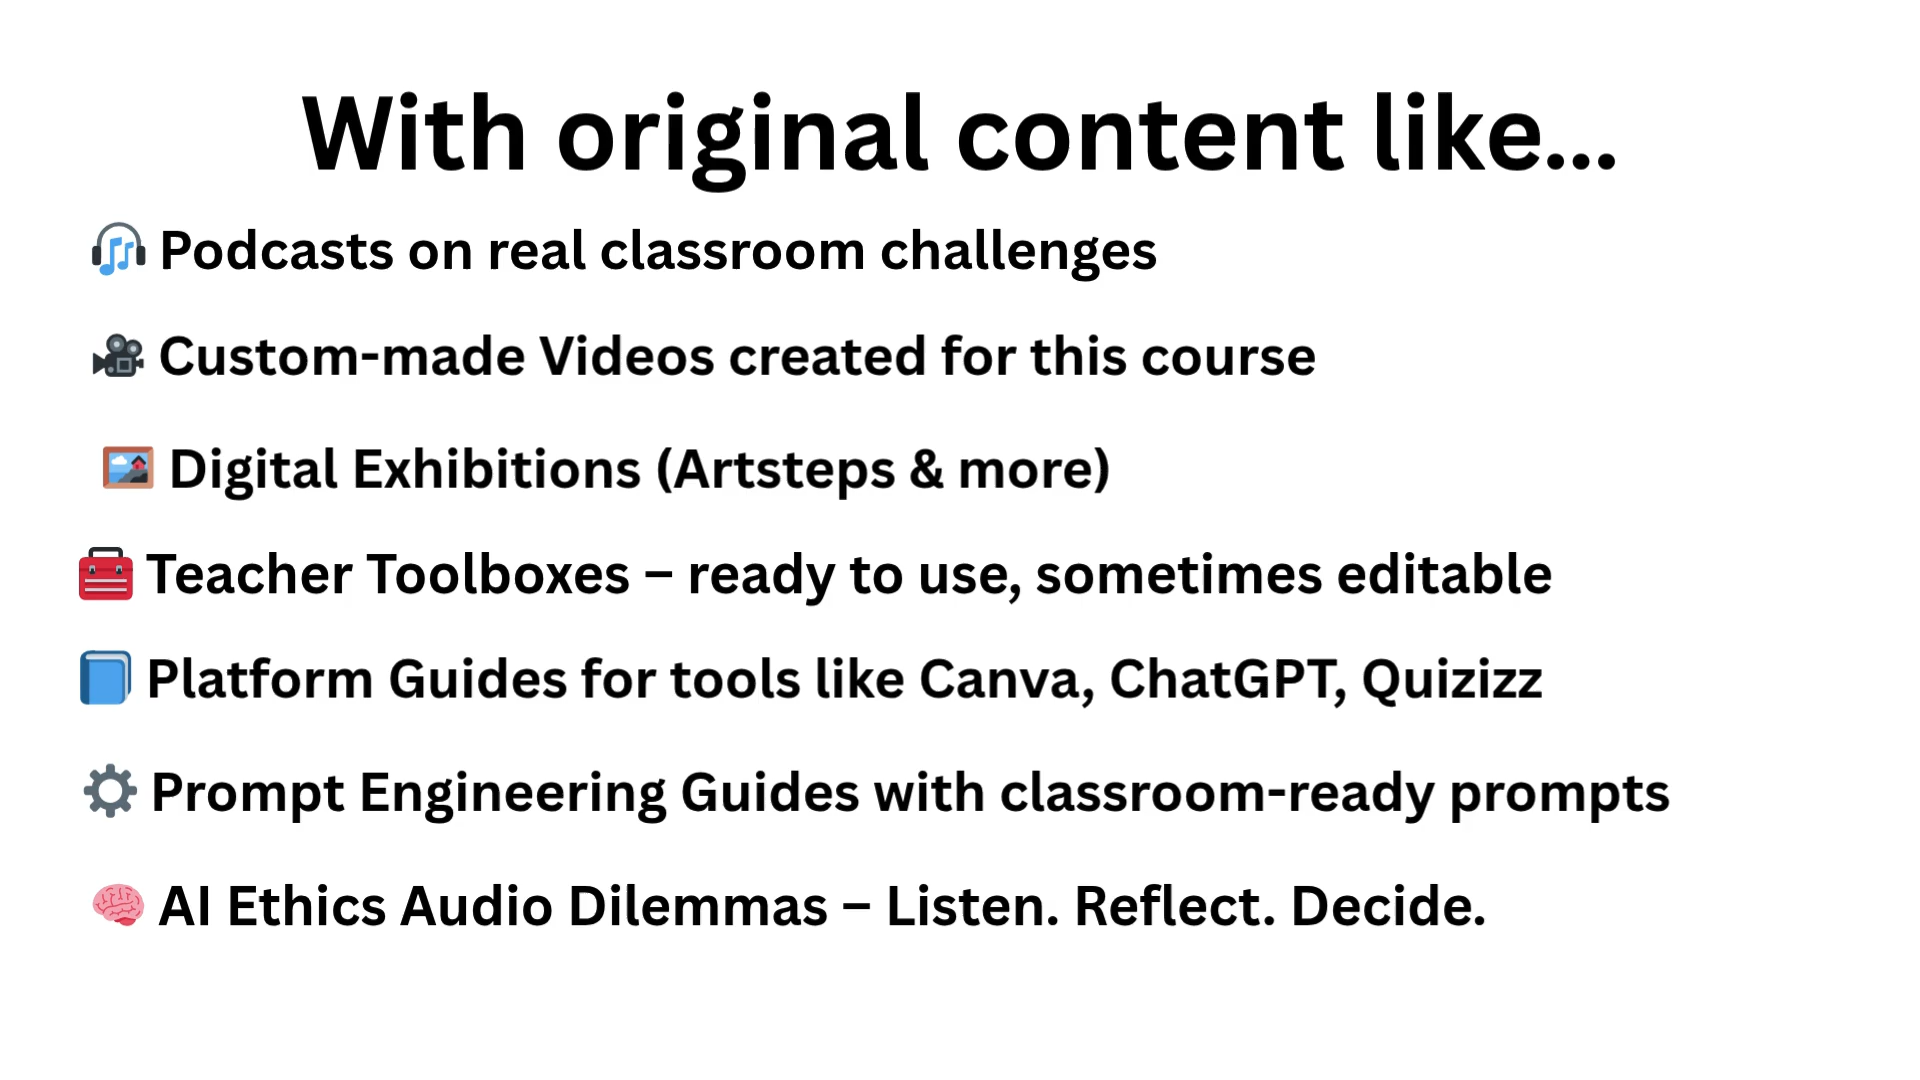 With original content like...
Podcasts on real classroom challenges
Custom-made Videos created for this course
Digital Exhibitions (Artsteps & more)
Teacher Toolboxes – ready to use, sometimes editable
Platform Guides for tools like Canva, ChatGPT, Quizizz
Prompt Engineering Guides with classroom-ready prompts
AI Ethics Audio Dilemmas – Listen. Reflect. Decide.